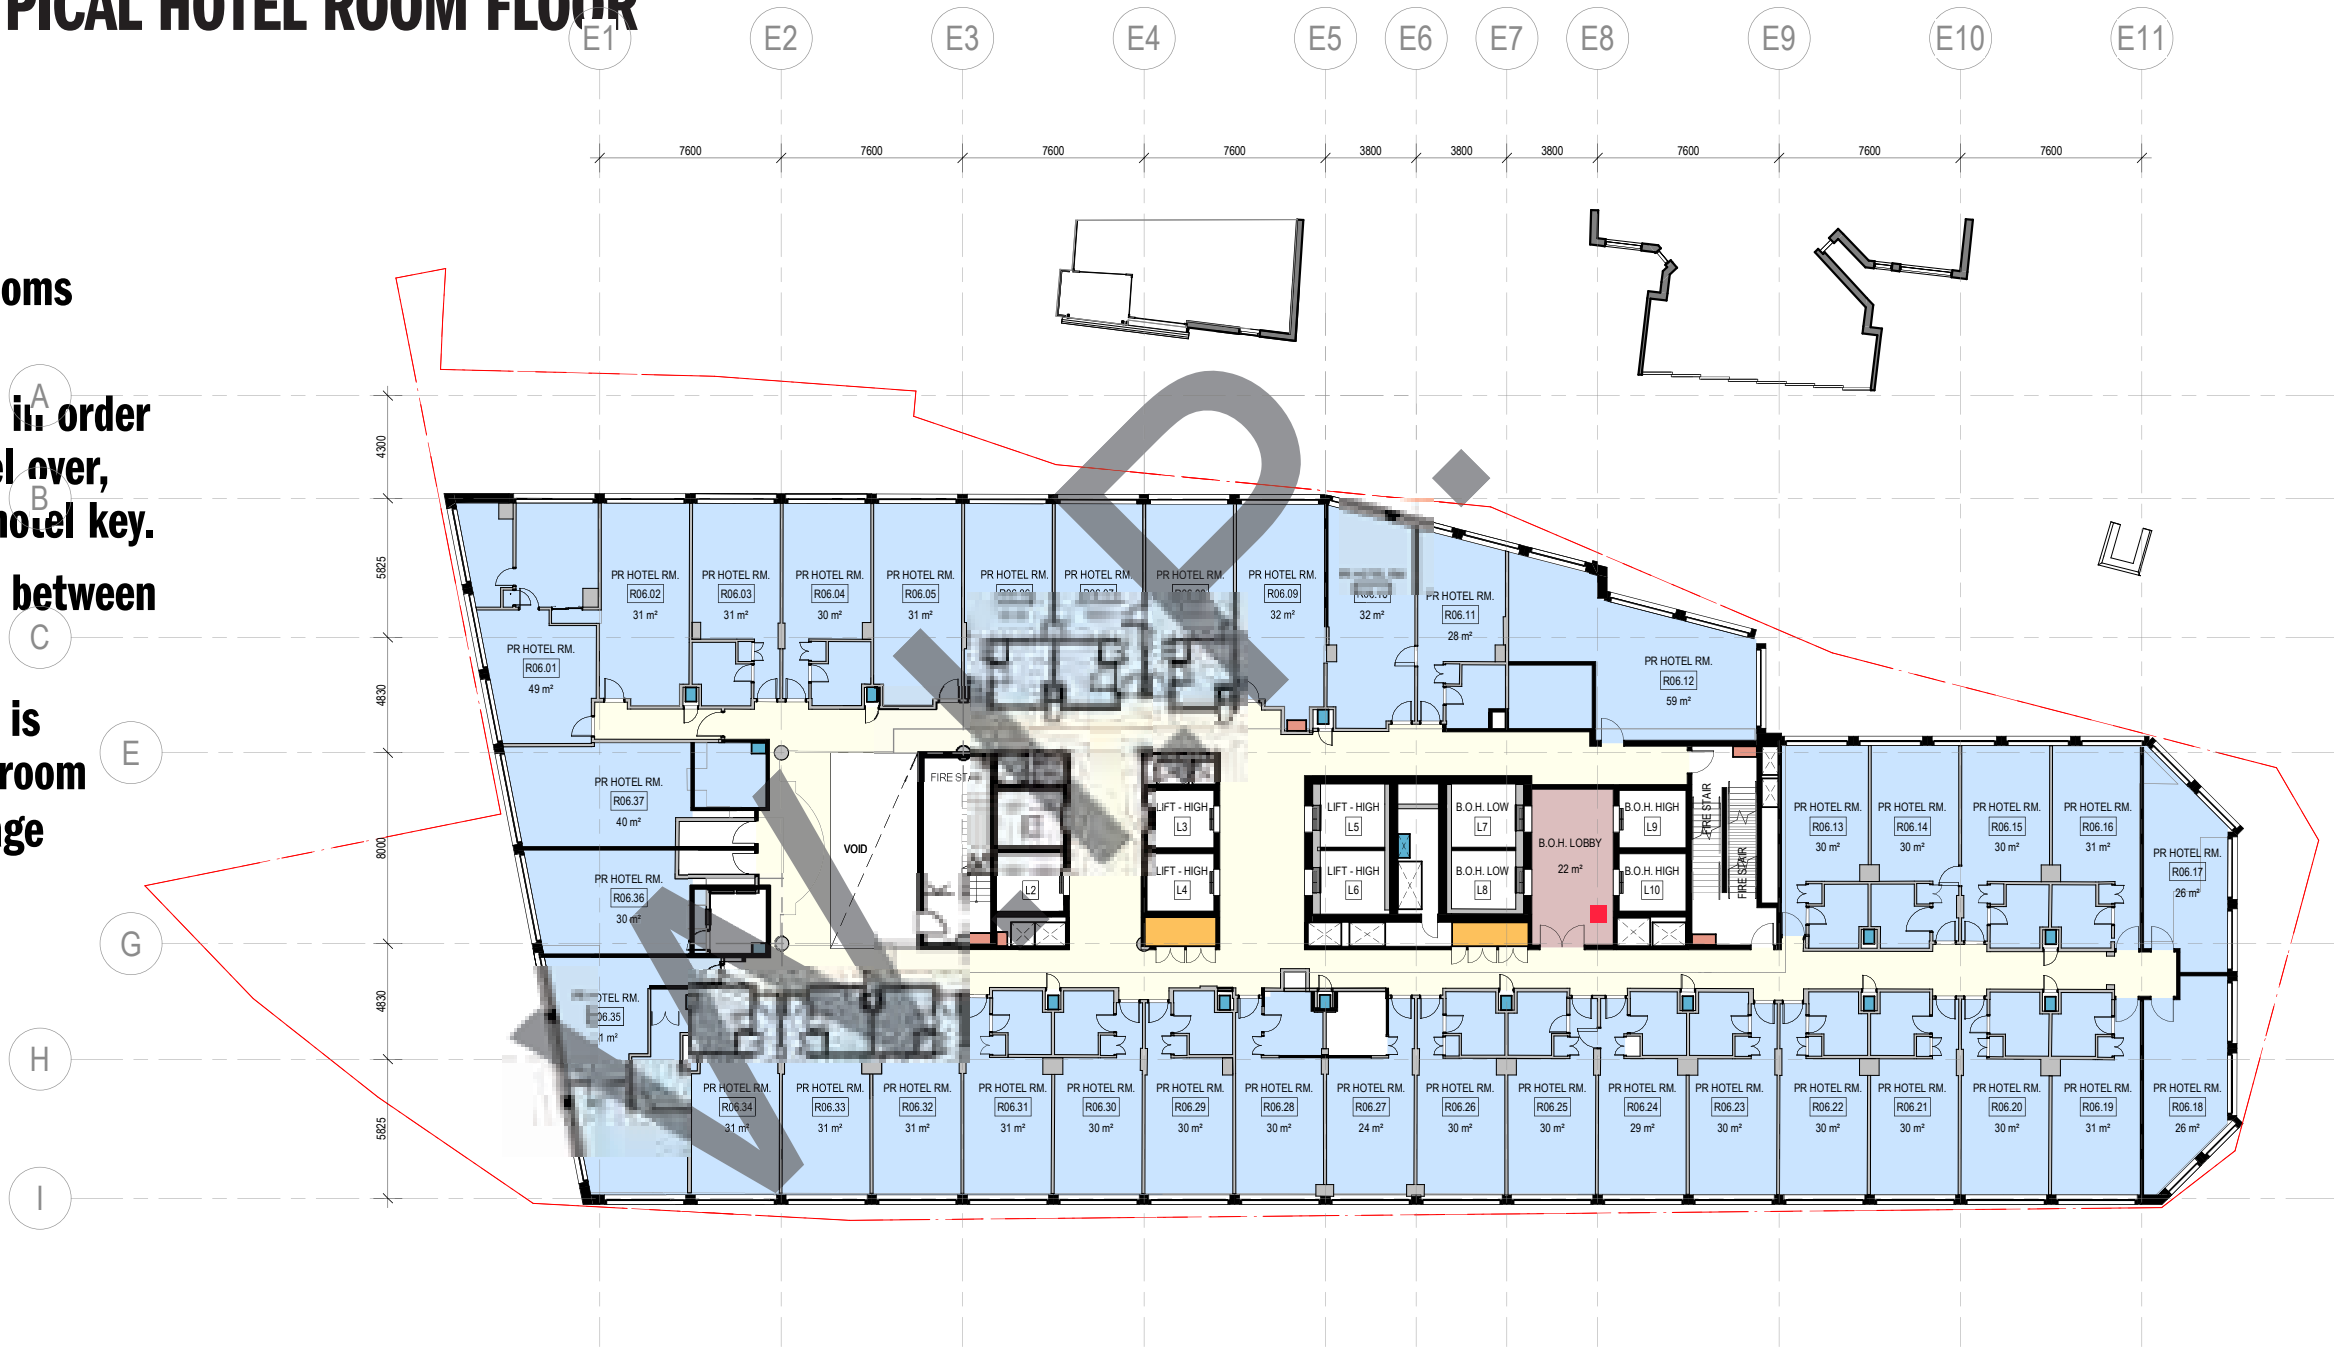 PICAL HOTEL ROOM FLOOR
E1 E2 E3 E4 E5 E6 E7 E8 E9 E10 E11
7600 7600 7600 7600 3800 3800 3800 7600 7600 7600
ooms
A
in order
4300
el over,
B
hotel key.
5825
between
C
is
4830
E
room
nge
8000
G
4830
H
5825
I
PR HOTEL RM.
R06.01
49 m²
PR HOTEL RM.
R06.02
31 m²
PR HOTEL RM.
R06.03
31 m²
PR HOTEL RM.
R06.04
30 m²
PR HOTEL RM.
R06.05
31 m²
PR HOTEL RM.
PR HOTEL RM.
PR HOTEL RM.
PR HOTEL RM.
R06.09
32 m²
32 m²
PR HOTEL RM.
R06.11
28 m²
PR HOTEL RM.
R06.12
59 m²
PR HOTEL RM.
R06.37
40 m²
PR HOTEL RM.
R06.36
30 m²
VOID
FIRE STA
L2
LIFT - HIGH
L3
LIFT - HIGH
L4
LIFT - HIGH
L5
LIFT - HIGH
L6
B.O.H. LOW
L7
B.O.H. LOW
L8
B.O.H. LOBBY
22 m²
B.O.H. HIGH
L9
B.O.H. HIGH
L10
FIRE STAIR
FIRE STAIR
PR HOTEL RM.
R06.13
30 m²
PR HOTEL RM.
R06.14
30 m²
PR HOTEL RM.
R06.15
30 m²
PR HOTEL RM.
R06.16
31 m²
PR HOTEL RM.
R06.17
26 m²
OTEL RM.
06.35
1 m²
PR HOTEL RM.
R06.34
31 m²
PR HOTEL RM.
R06.33
31 m²
PR HOTEL RM.
R06.32
31 m²
PR HOTEL RM.
R06.31
31 m²
PR HOTEL RM.
R06.30
30 m²
PR HOTEL RM.
R06.29
30 m²
PR HOTEL RM.
R06.28
30 m²
PR HOTEL RM.
R06.27
24 m²
PR HOTEL RM.
R06.26
30 m²
PR HOTEL RM.
R06.25
30 m²
PR HOTEL RM.
R06.24
29 m²
PR HOTEL RM.
R06.23
30 m²
PR HOTEL RM.
R06.22
30 m²
PR HOTEL RM.
R06.21
30 m²
PR HOTEL RM.
R06.20
30 m²
PR HOTEL RM.
R06.19
31 m²
PR HOTEL RM.
R06.18
26 m²